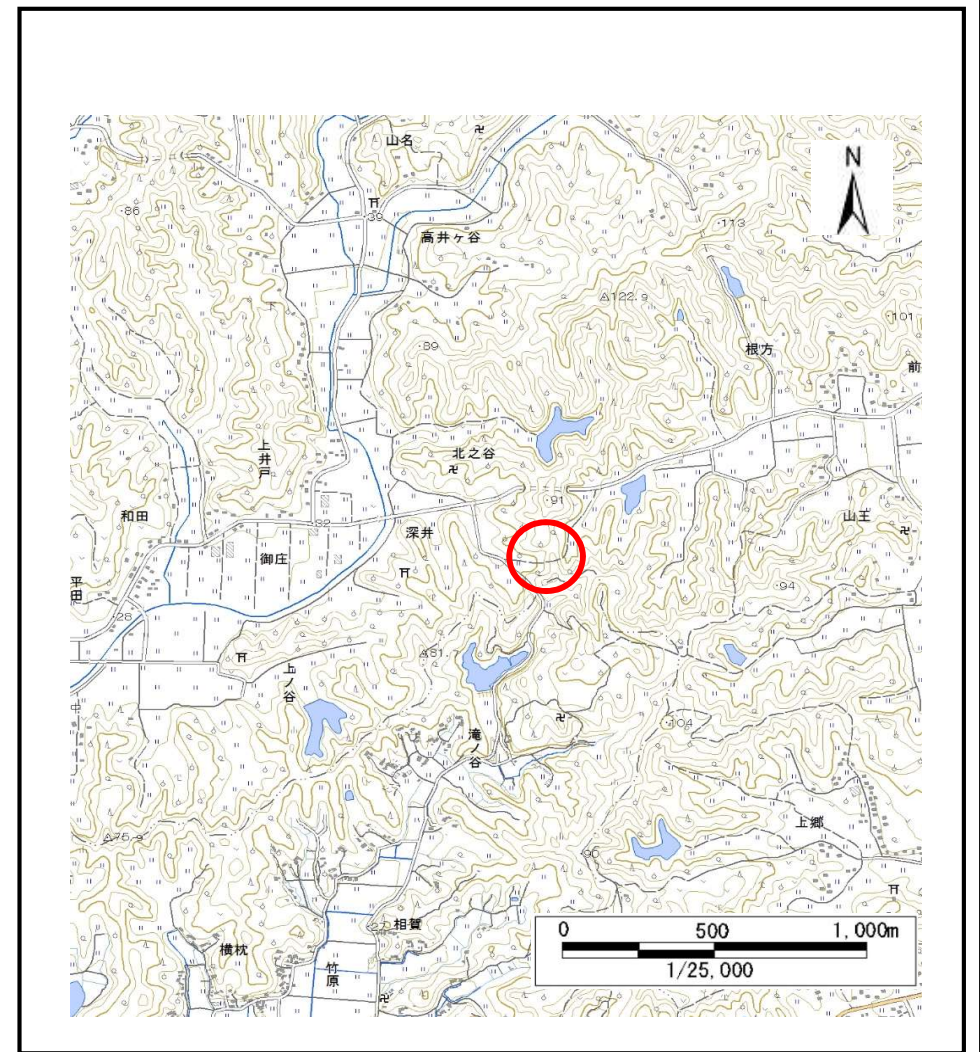 山名
N
39
86
高井ヶ谷
113
122.9
101
89
根方
前
上井戸
北之谷
91
和田
32
深井
山王
御庄
平田
94
28
81.7
上ノ谷
104
滝ノ谷
上郷
75.9
90
27
相賀
横枕
竹原
0 500 1,000m
1/25,000